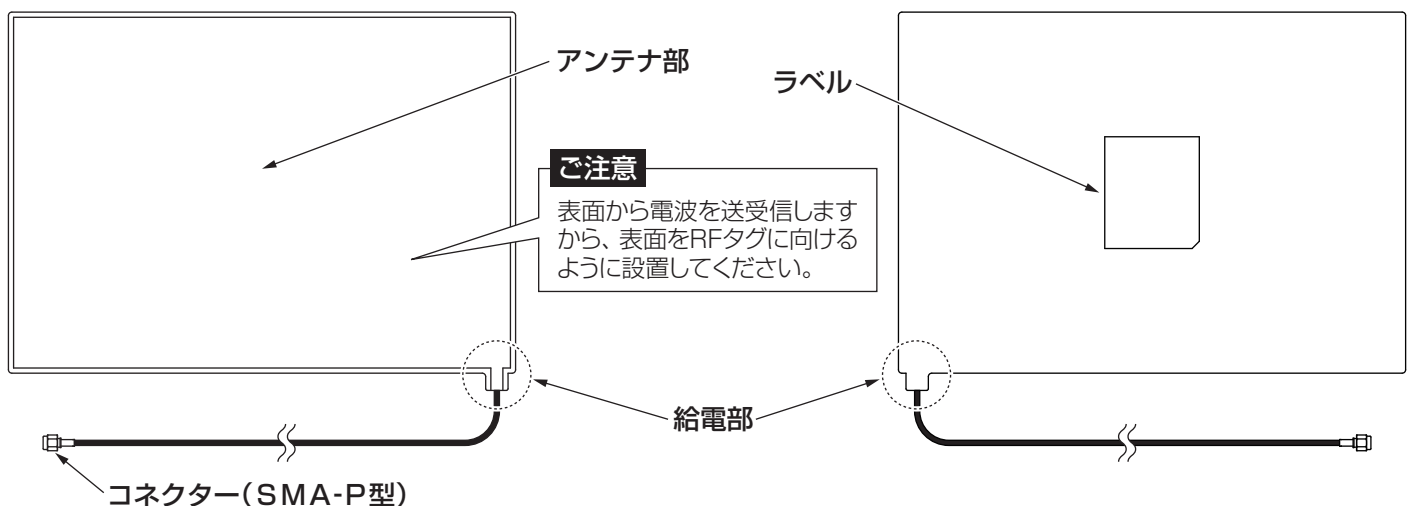 アンテナ部
ラベル
ご注意
表面から電波を送受信します
から、表面をRFタグに向ける
ように設置してください。
給電部
コネクター(SMA-P型)